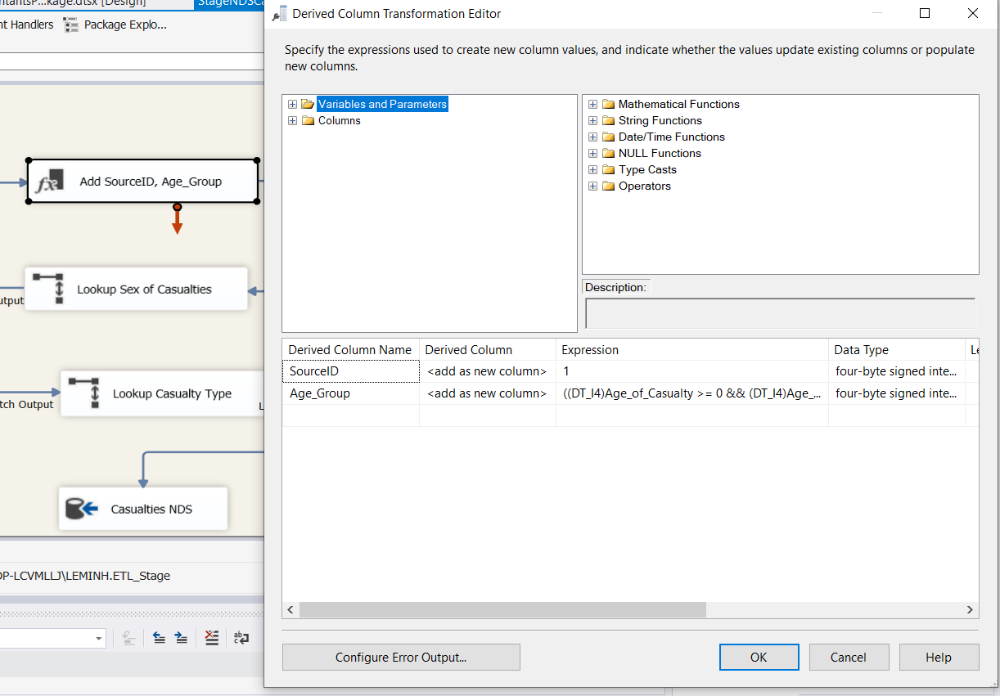 kage.dtsx [Design]
StageNDSCa
Derived Column Transformation Editor
nt Handlers
Package Explo...
Specify the expressions used to create new column values, and indicate whether the values update existing columns or populate
new columns.
Variables and Parameters
Columns
Mathematical Functions
String Functions
Date/Time Functions
NULL Functions
Type Casts
Operators
Description:
Add SourceID, Age_Group
Lookup Sex of Casualties
utput
Lookup Casualty Type
tch Output
L
Casualties NDS
Derived Column Name Derived Column Expression Data Type Le
SourceID <add as new column> 1 four-byte signed inte...
Age_Group <add as new column> ((DT_I4)Age_of_Casualty >= 0 && (DT_I4)Age_... four-byte signed inte...
OP-LCVMLLJ\LEMINH.ETL_Stage
Configure Error Output...
OK
Cancel
Help